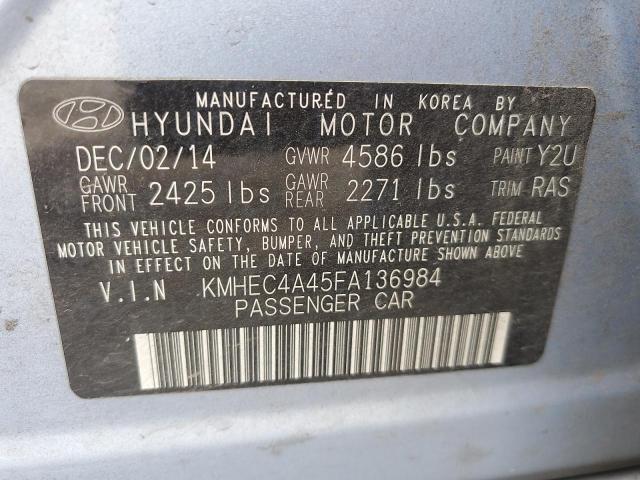 MANUFACTURED IN KOREA BY
HYUNDAI MOTOR COMPANY
DEC/02/14 GVWR 4586 lbs PAINT Y2U
GAWR FRONT 2425 lbs GAWR REAR 2271 lbs TRIM RAS
THIS VEHICLE CONFORMS TO ALL APPLICABLE U.S.A. FEDERAL
MOTOR VEHICLE SAFETY, BUMPER, AND THEFT PREVENTION STANDARDS
IN EFFECT ON THE DATE OF MANUFACTURE SHOWN ABOVE
V.I.N KMHEC4A45FA136984
PASSENGER CAR